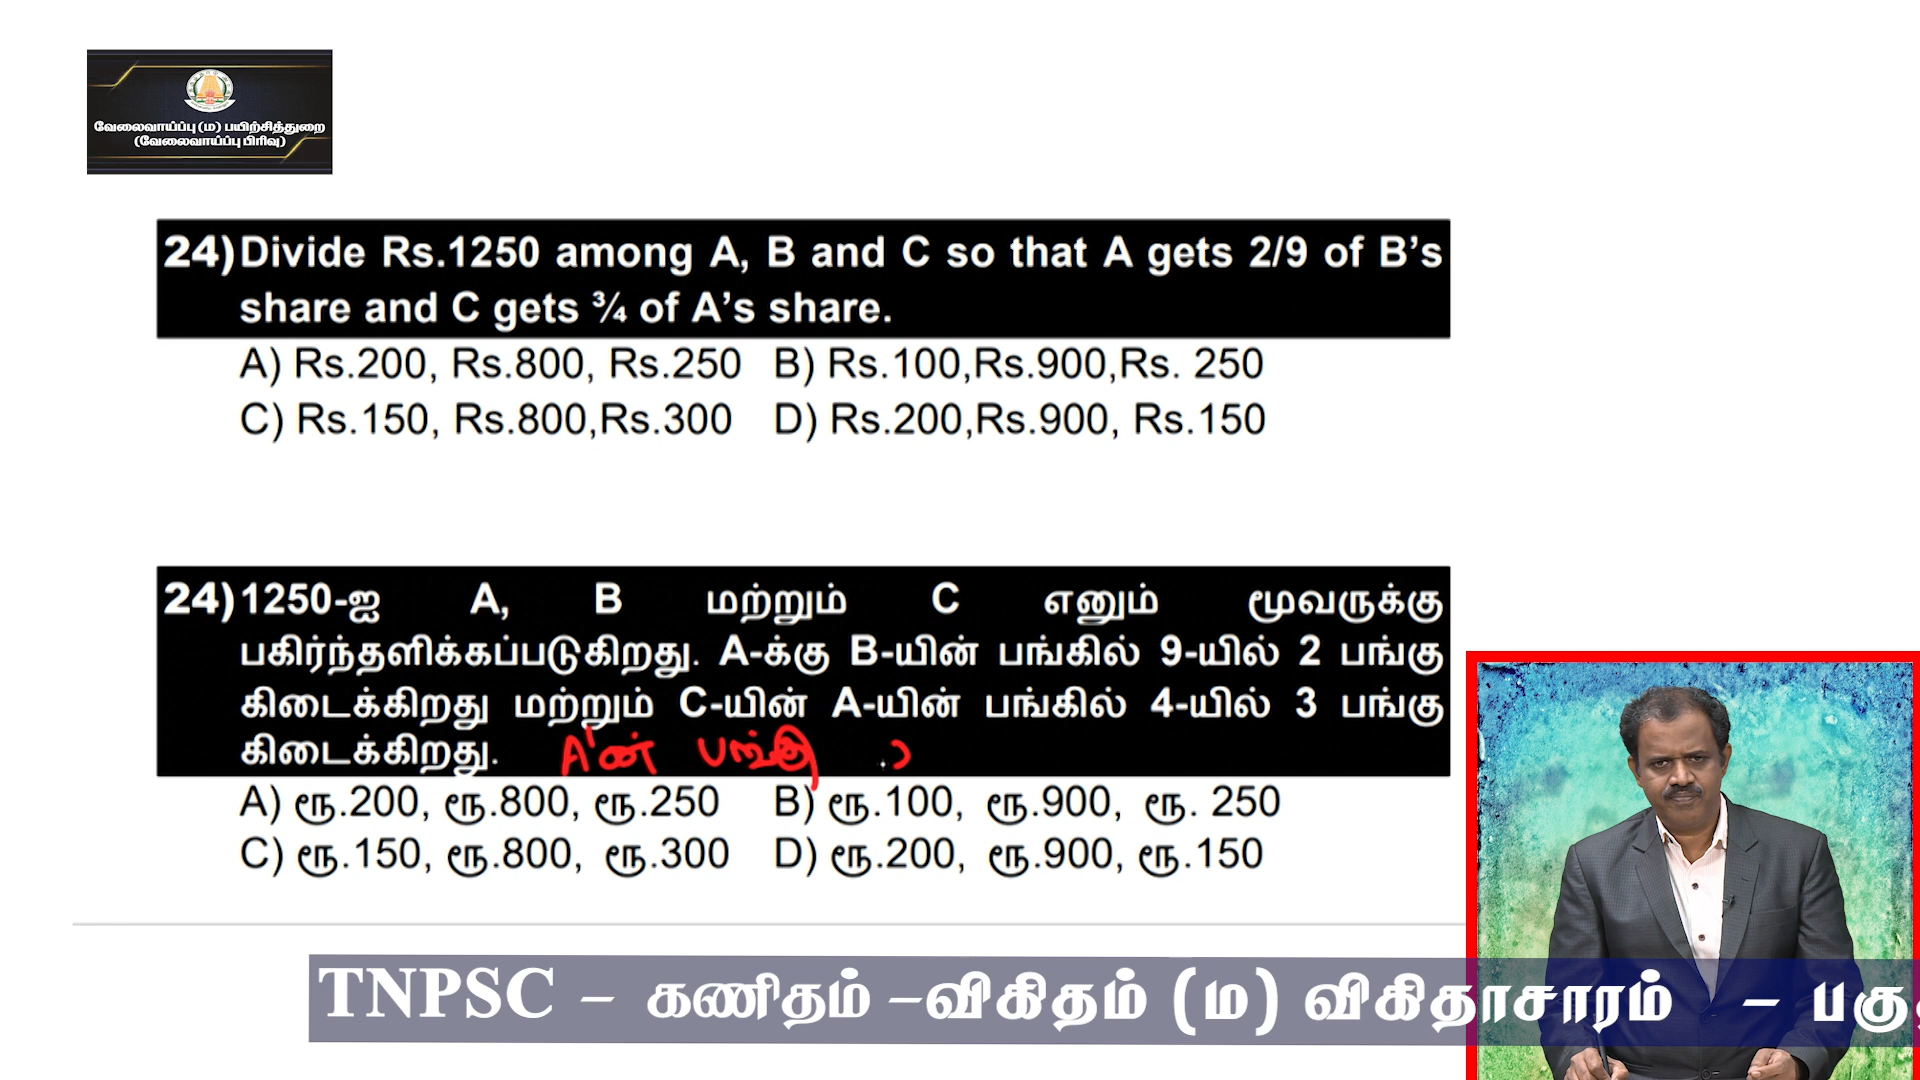 வேலைவாய்ப்பு (ம) பயிற்சித்துறை
(வேலைவாய்ப்பு பிரிவு)
24) Divide Rs.1250 among A, B and C so that A gets 2/9 of B’s
share and C gets ¾ of A’s share.
A) Rs.200, Rs.800, Rs.250 B) Rs.100,Rs.900,Rs. 250
C) Rs.150, Rs.800,Rs.300 D) Rs.200,Rs.900, Rs.150
24) 1250-ஐ A, B மற்றும் C எனும் மூவருக்கு
பகிர்ந்தளிக்கப்படுகிறது. A-க்கு B-யின் பங்கில் 9-யில் 2 பங்கு
கிடைக்கிறது மற்றும் C-யின் A-யின் பங்கில் 4-யில் 3 பங்கு
கிடைக்கிறது. A'ன் பங்கு
A) ரூ.200, ரூ.800, ரூ.250 B) ரூ.100, ரூ.900, ரூ. 250
C) ரூ.150, ரூ.800, ரூ.300 D) ரூ.200, ரூ.900, ரூ.150
TNPSC – கணிதம் –விகிதம் (ம) விகிதாசாரம் – பகு